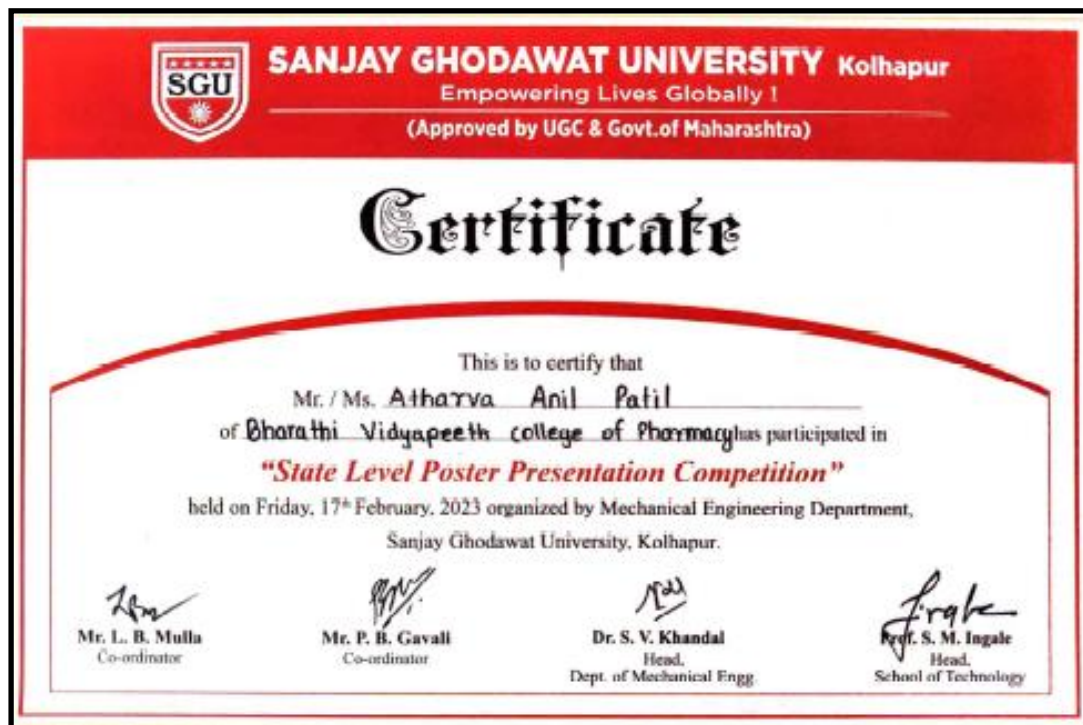 SGU
SANJAY GHODAWAT UNIVERSITY Kolhapur
Empowering Lives Globally !
(Approved by UGC & Govt.of Maharashtra)
Certificate
This is to certify that
Mr. / Ms. Atharva Anil Patil
of Bharathi Vidyapeeth college of Pharmacy has participated in
"State Level Poster Presentation Competition"
held on Friday, 17th February, 2023 organized by Mechanical Engineering Department,
Sanjay Ghodawat University, Kolhapur.
Mr. L. B. Mulla
Co-ordinator
Mr. P. B. Gavali
Co-ordinator
Dr. S. V. Khandal
Head,
Dept. of Mechanical Engg
Prof. S. M. Ingale
Head,
School of Technology